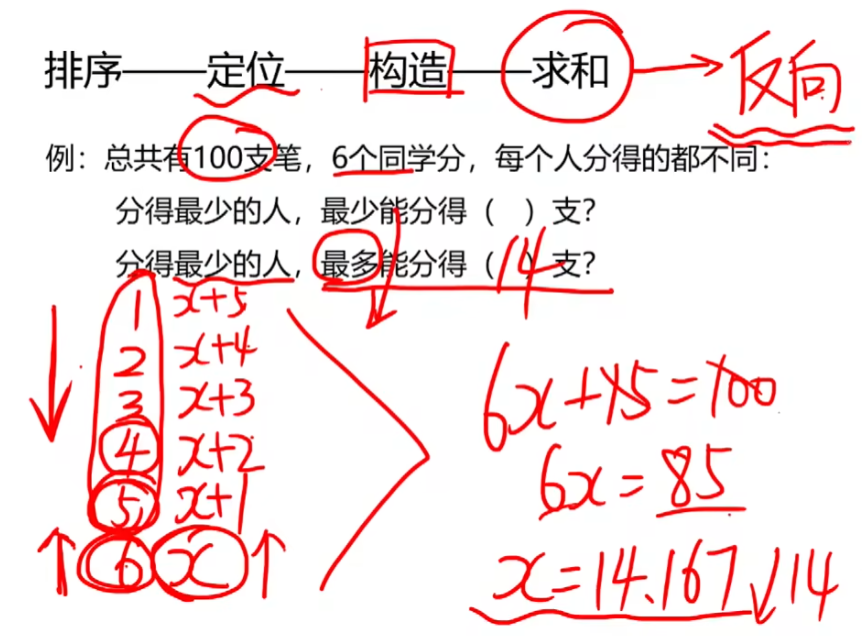 排序——定位——构造——求和 反向
例：总共有100支笔，6个同学分，每个人分得的都不同：
分得最少的人，最少能分得（ ）支？
分得最少的人，最多能分得（14）支？
1 x+5
2 x+4
3 x+3
4 x+2
5 x+1
6 x
6x+15=100
6x=85
x=14.167 14